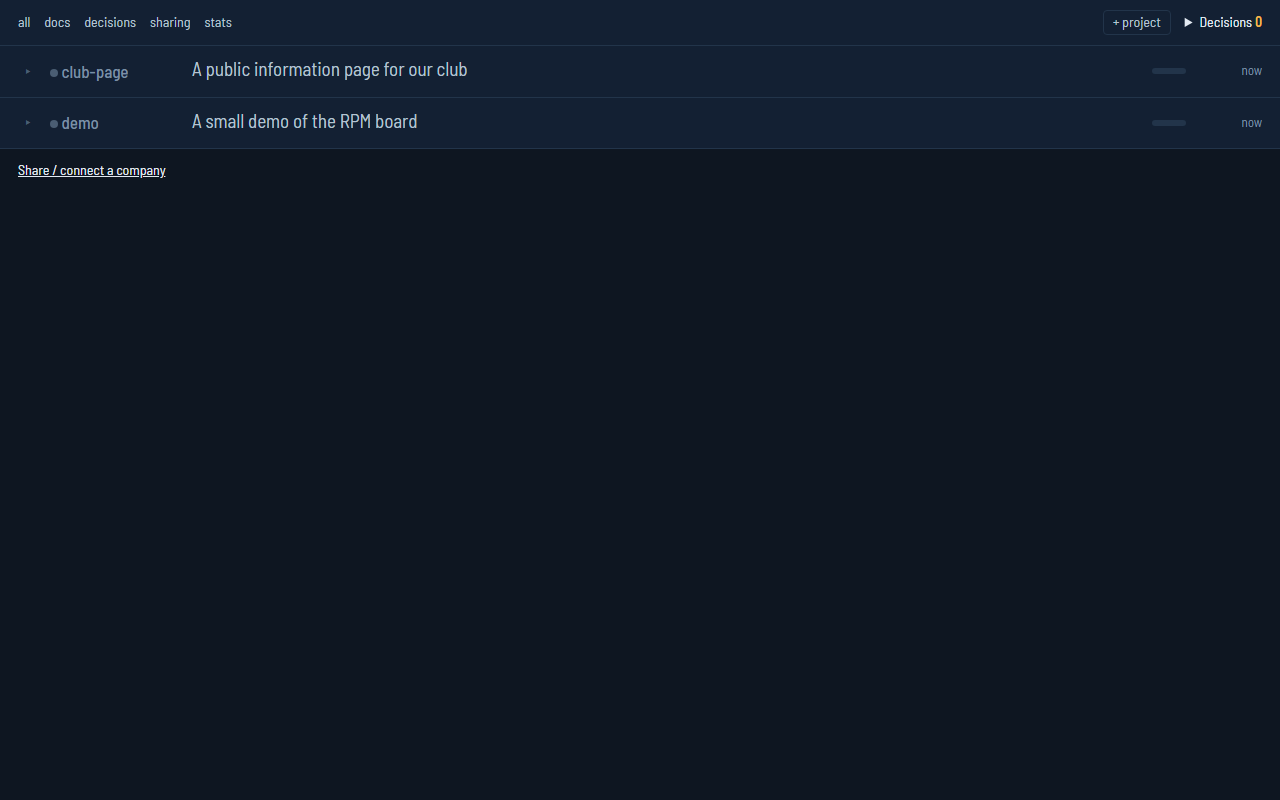 all docs decisions sharing stats + project ▶ Decisions 0
▸ club-page A public information page for our club now
▸ demo A small demo of the RPM board now
Share / connect a company